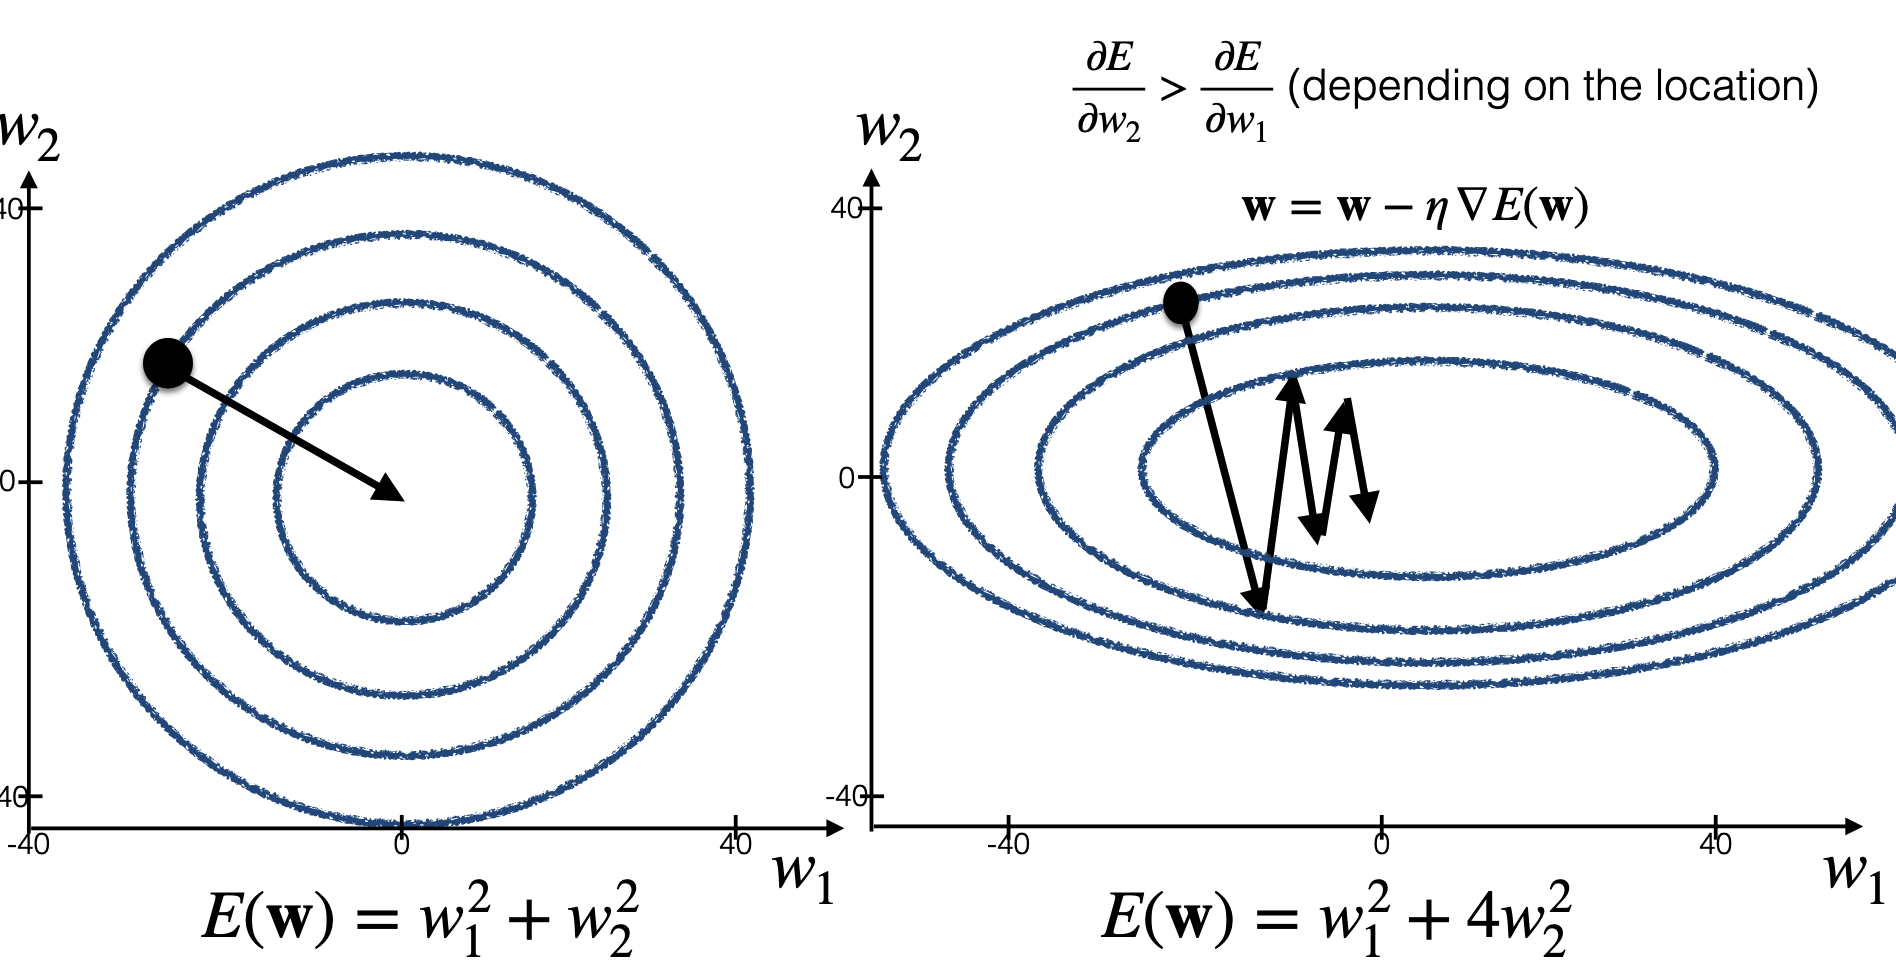 ∂E/∂w₂ > ∂E/∂w₁ (depending on the location)
w₂
w₂
40
40
w = w − η ∇E(w)
0
0
40
-40
-40
0
40
w₁
-40
0
40
w₁
E(w) = w₁² + w₂²
E(w) = w₁² + 4w₂²